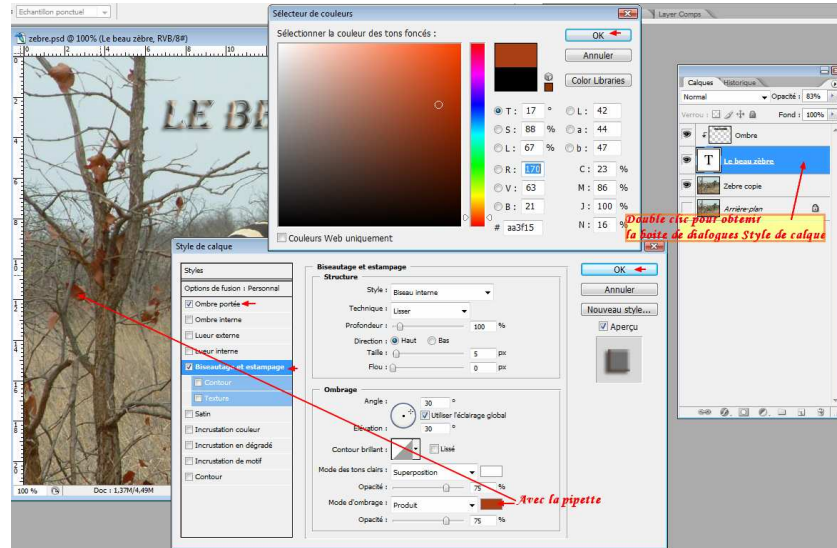 Echantillon ponctuel
Layer Comps
zebre.psd @ 100% (Le beau zèbre, RVB/8#)
LE BE
100 %
Doc : 1,37M/4,49M
Sélecteur de couleurs
Sélectionner la couleur des tons foncés :
OK
Annuler
Color Libraries
T : 17 °
L : 42
S : 88 %
a : 44
L : 67 %
b : 47
R : 170
C : 23 %
V : 63
M : 86 %
B : 21
J : 100 %
# aa3f15
N : 16 %
Couleurs Web uniquement
Calques
Historique
Normal
Opacité : 83%
Verrou :
Fond : 100%
Ombre
T Le beau zèbre
Zebre copie
Arrière-plan
Double clic pour obtenir
la boite de dialogues Style de calque
Style de calque
Styles
Options de fusion : Personnal
Ombre portée
Ombre interne
Lueur externe
Lueur interne
Biseautage et estampage
Contour
Texture
Satin
Incrustation couleur
Incrustation en dégradé
Incrustation de motif
Contour
Biseautage et estampage
Structure
Style : Biseau interne
Technique : Lisser
Profondeur : 100 %
Direction : Haut Bas
Taille : 5 px
Flou : 0 px
Ombrage
Angle : 30 °
Utiliser l'éclairage global
Elévation : 30 °
Contour brillant : Lissé
Mode des tons clairs : Superposition
Opacité : 75 %
Mode d'ombrage : Produit
Opacité : 75 %
Avec la pipette
OK
Annuler
Nouveau style...
Aperçu